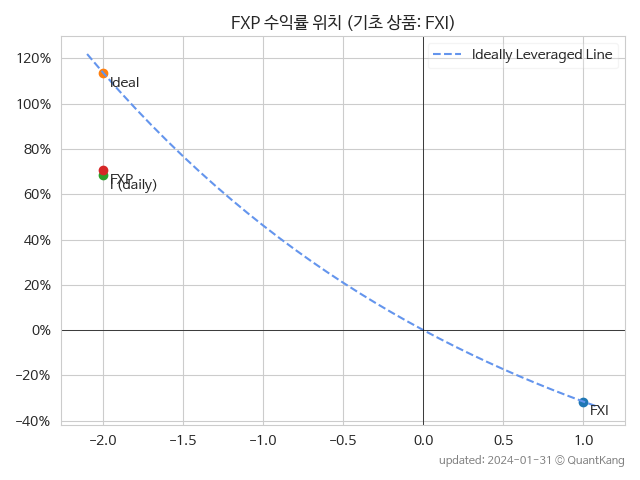 FXP 수익률 위치 (기초 상품: FXI)
Ideally Leveraged Line
120%
100%
80%
60%
40%
20%
0%
−20%
−40%
Ideal
FXP
I (daily)
FXI
−2.0
−1.5
−1.0
−0.5
0.0
0.5
1.0
updated: 2024-01-31 © QuantKang